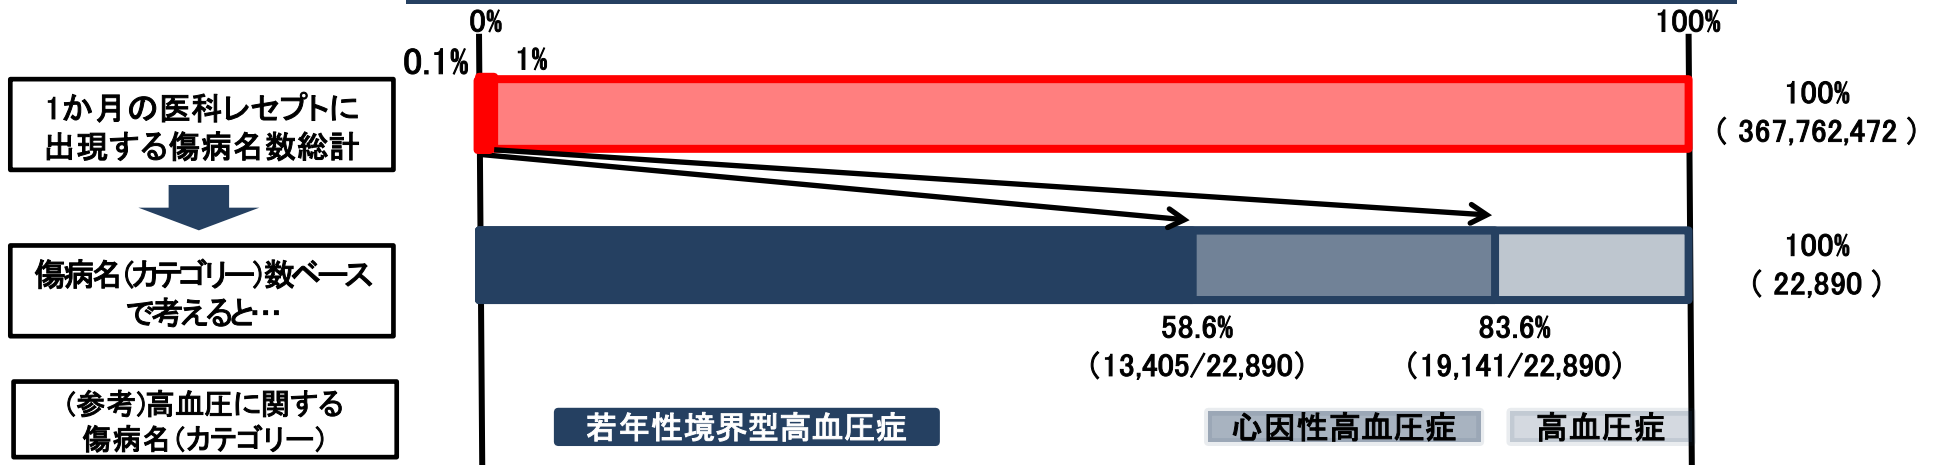 0%
100%
0.1%
1%
1か月の医科レセプトに
出現する傷病名数総計
100%
( 367,762,472 )
傷病名(カテゴリー)数ベース
で考えると…
100%
( 22,890 )
58.6%
(13,405/22,890)
83.6%
(19,141/22,890)
(参考)高血圧に関する
傷病名(カテゴリー)
若年性境界型高血圧症
心因性高血圧症
高血圧症